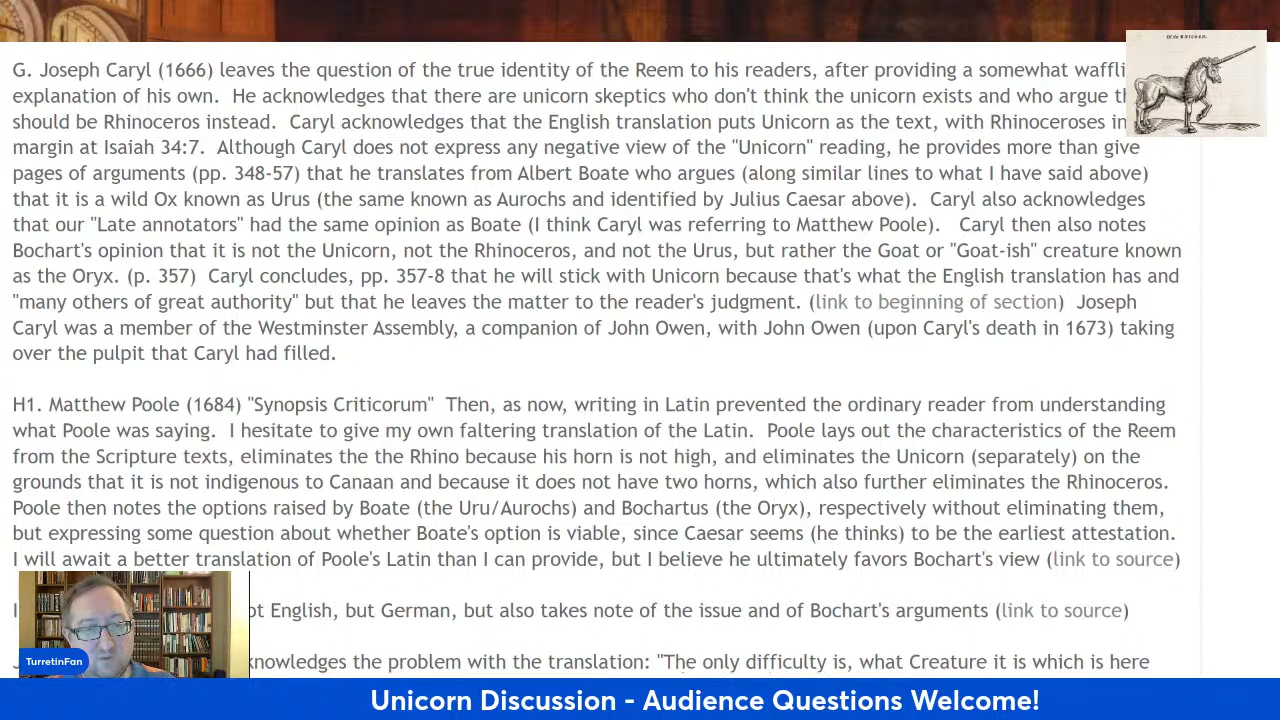 Of the UNICORN.
G. Joseph Caryl (1666) leaves the question of the true identity of the Reem to his readers, after providing a somewhat waffli
explanation of his own.  He acknowledges that there are unicorn skeptics who don't think the unicorn exists and who argue th
should be Rhinoceros instead.  Caryl acknowledges that the English translation puts Unicorn as the text, with Rhinoceroses in
margin at Isaiah 34:7.  Although Caryl does not express any negative view of the "Unicorn" reading, he provides more than give
pages of arguments (pp. 348-57) that he translates from Albert Boate who argues (along similar lines to what I have said above)
that it is a wild Ox known as Urus (the same known as Aurochs and identified by Julius Caesar above).  Caryl also acknowledges
that our "Late annotators" had the same opinion as Boate (I think Caryl was referring to Matthew Poole).   Caryl then also notes
Bochart's opinion that it is not the Unicorn, not the Rhinoceros, and not the Urus, but rather the Goat or "Goat-ish" creature known
as the Oryx. (p. 357)  Caryl concludes, pp. 357-8 that he will stick with Unicorn because that's what the English translation has and
"many others of great authority" but that he leaves the matter to the reader's judgment. (link to beginning of section)  Joseph
Caryl was a member of the Westminster Assembly, a companion of John Owen, with John Owen (upon Caryl's death in 1673) taking
over the pulpit that Caryl had filled.
H1. Matthew Poole (1684) "Synopsis Criticorum"  Then, as now, writing in Latin prevented the ordinary reader from understanding
what Poole was saying.  I hesitate to give my own faltering translation of the Latin.  Poole lays out the characteristics of the Reem
from the Scripture texts, eliminates the the Rhino because his horn is not high, and eliminates the Unicorn (separately) on the
grounds that it is not indigenous to Canaan and because it does not have two horns, which also further eliminates the Rhinoceros.
Poole then notes the options raised by Boate (the Uru/Aurochs) and Bochartus (the Oryx), respectively without eliminating them,
but expressing some question about whether Boate's option is viable, since Caesar seems (he thinks) to be the earliest attestation.
I will await a better translation of Poole's Latin than I can provide, but I believe he ultimately favors Bochart's view (link to source)
I ot English, but German, but also takes note of the issue and of Bochart's arguments (link to source)
knowledges the problem with the translation: "The only difficulty is, what Creature it is which is here
TurretinFan
Unicorn Discussion - Audience Questions Welcome!